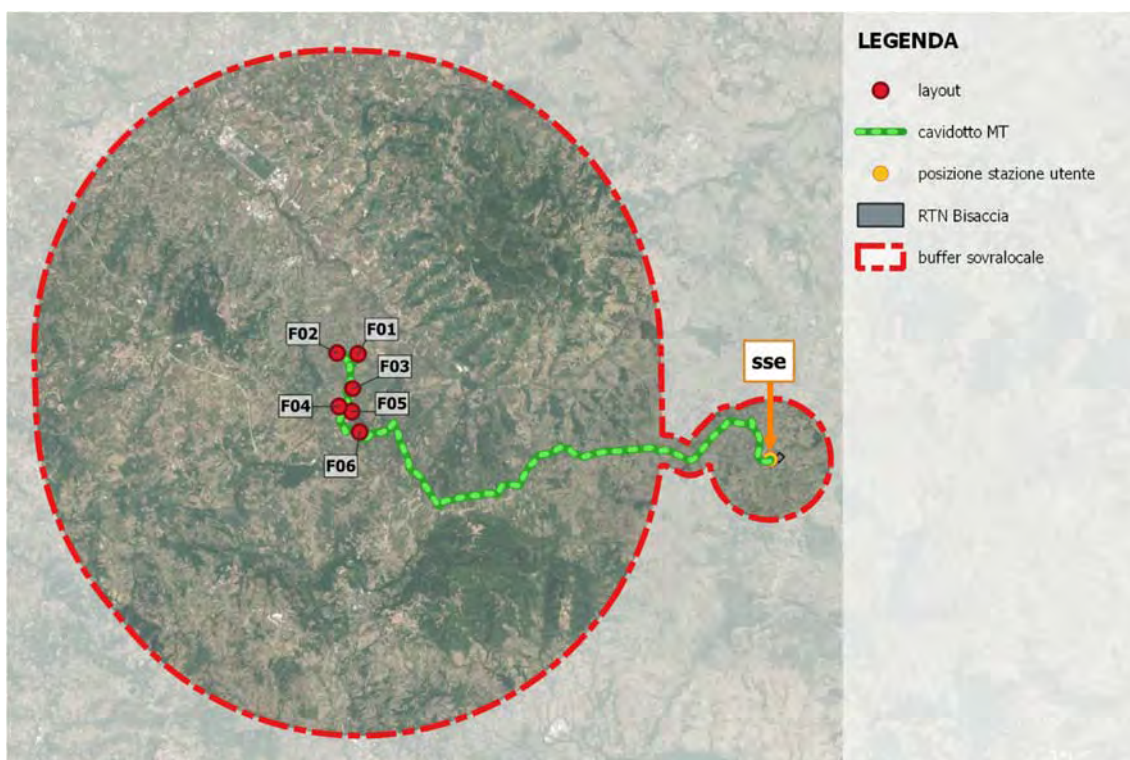 LEGENDA
layout
cavidotto MT
posizione stazione utente
RTN Bisaccia
buffer sovralocale
F02
F01
F03
F04
F05
F06
sse